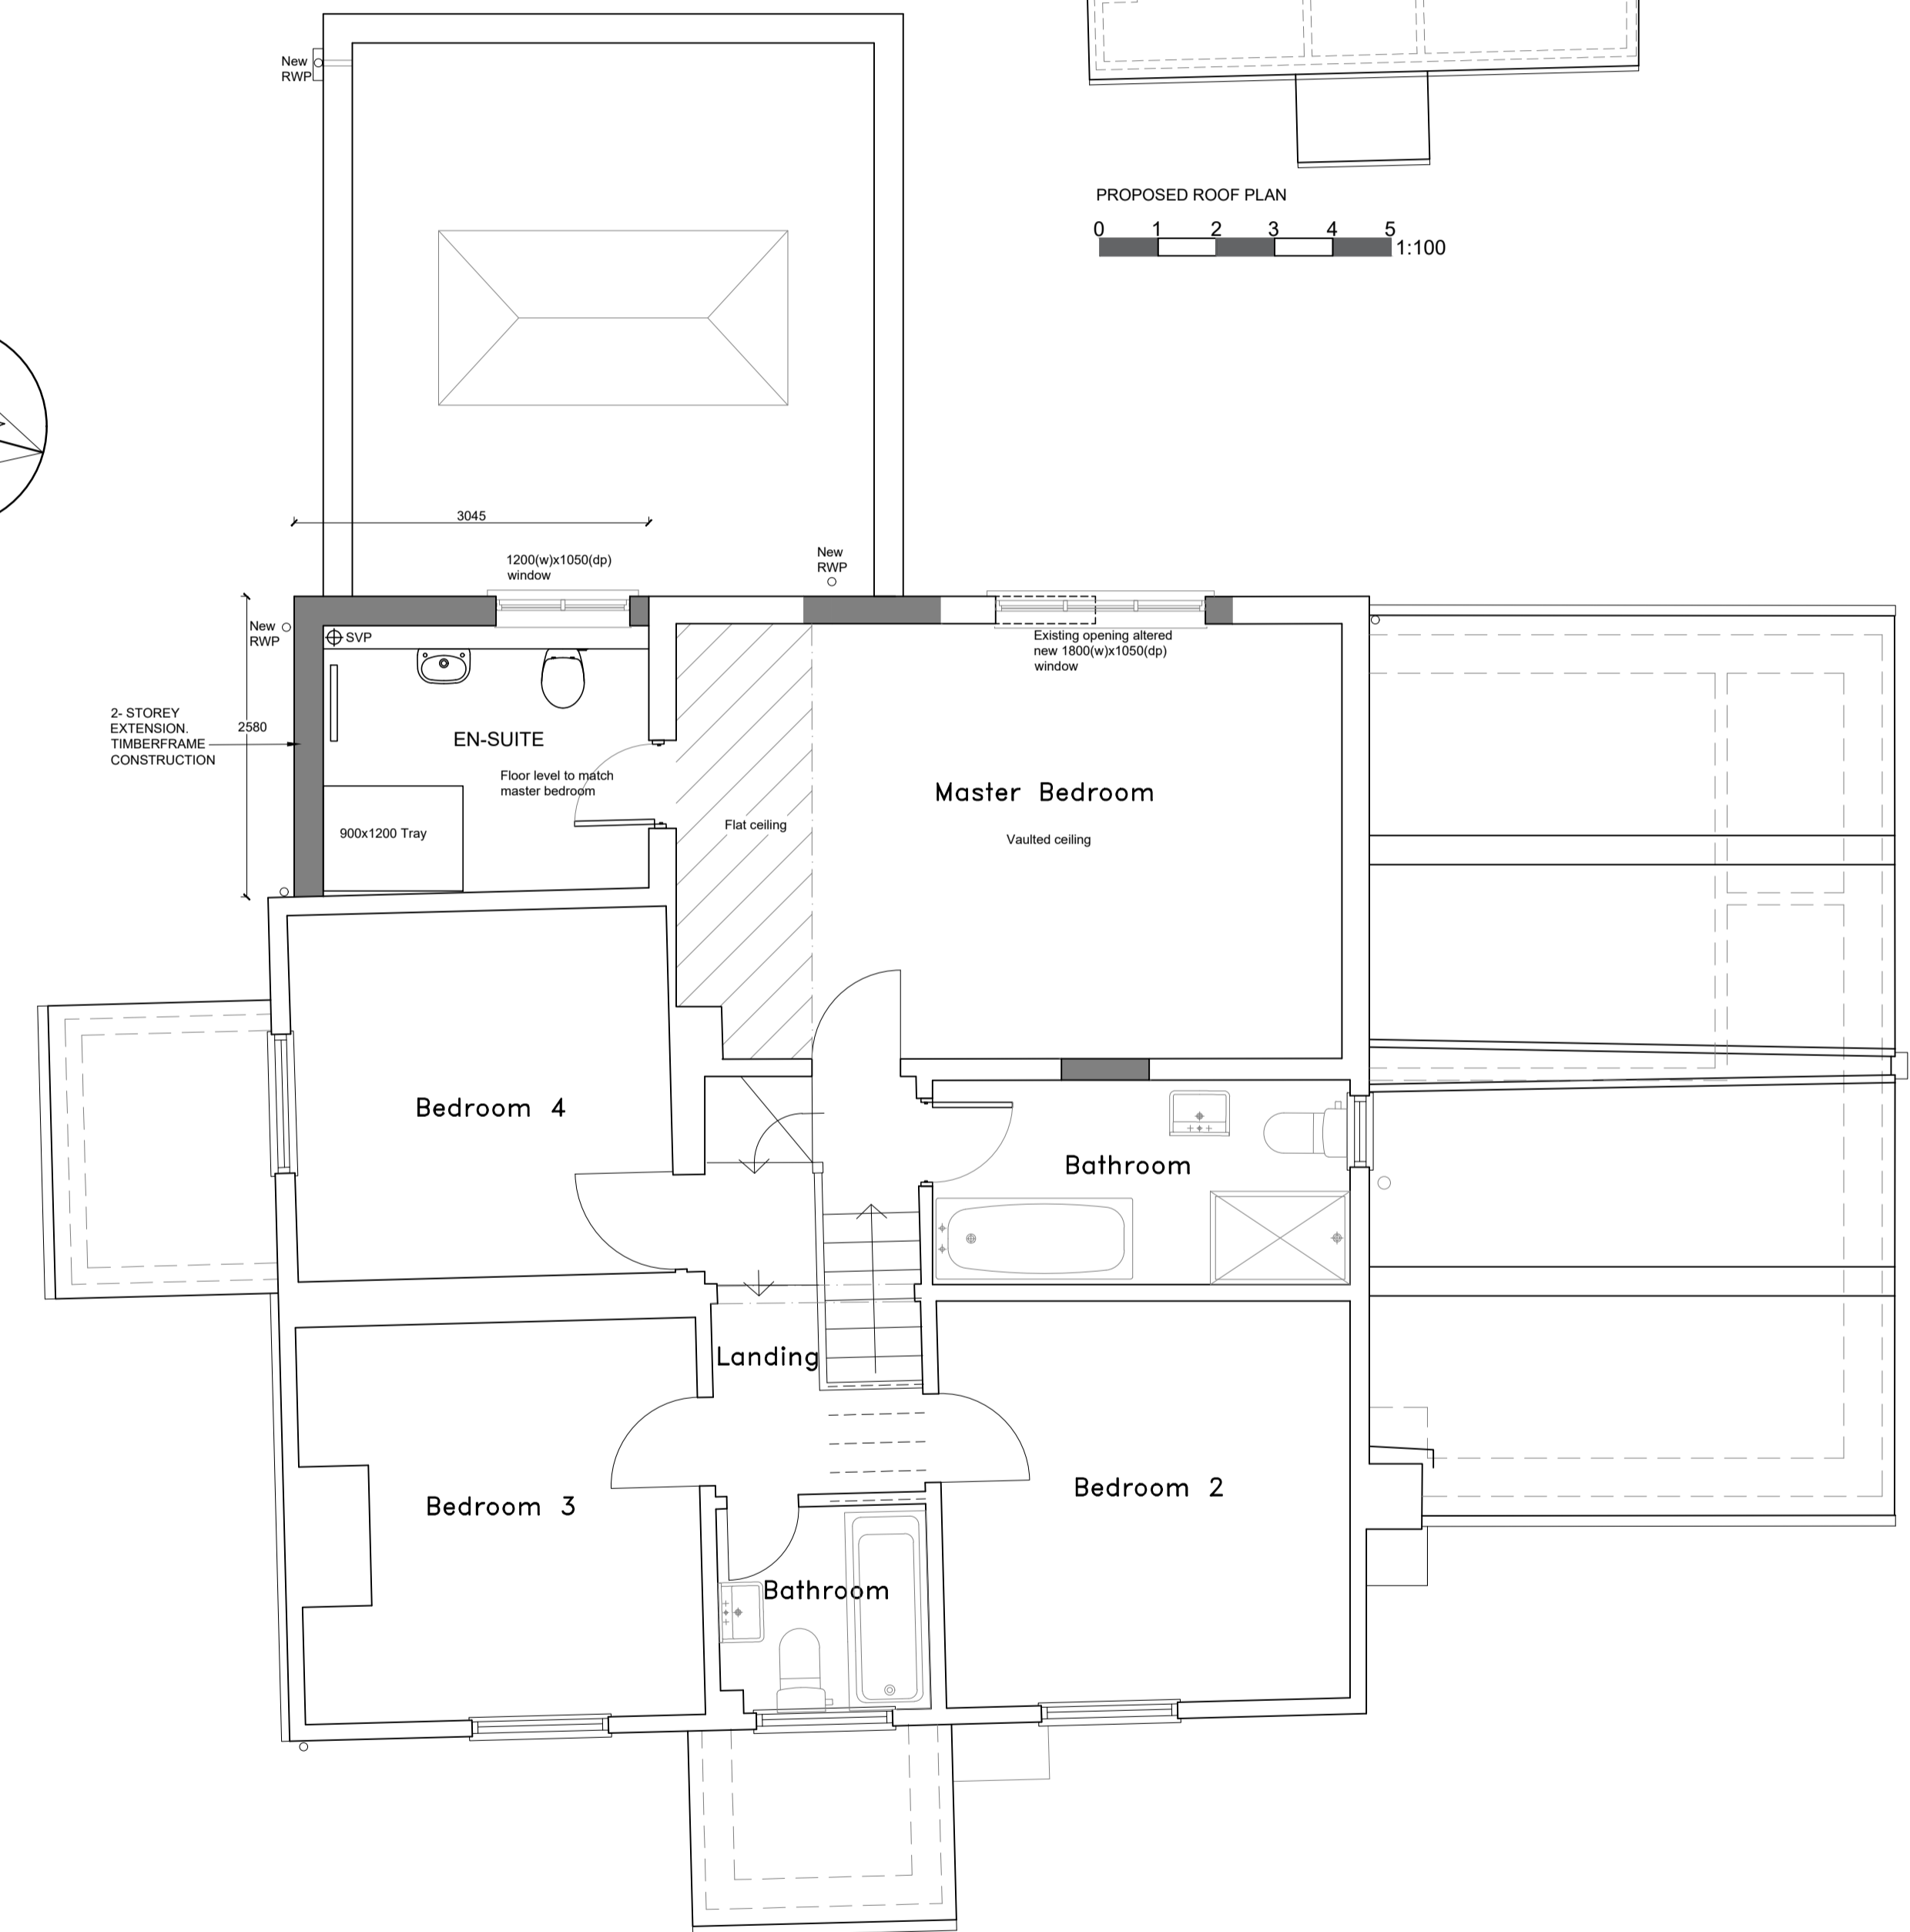 New
RWP
PROPOSED ROOF PLAN
0 1 2 3 4 5
1:100
3045
1200(w)x1050(dp)
window
New
RWP
New
RWP
SVP
Existing opening altered
new 1800(w)x1050(dp)
window
2- STOREY
EXTENSION.
TIMBERFRAME
CONSTRUCTION
2580
EN-SUITE
Floor level to match
master bedroom
Master Bedroom
900x1200 Tray
Flat ceiling
Vaulted ceiling
Bedroom 4
Bathroom
Landing
Bedroom 3
Bedroom 2
Bathroom